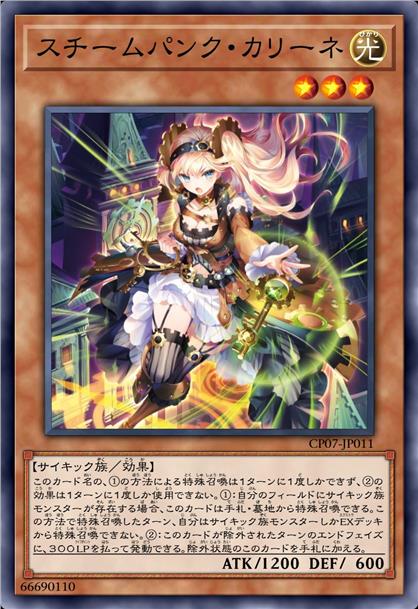 スチームパンク・カリーネ
光
CP07-JP011
【サイキック族/効果】
このカード名の、①の方法による特殊召喚は1ターンに1度しかできず、②の
効果は1ターンに1度しか使用できない。①:自分のフィールドにサイキック族
モンスターが存在する場合、このカードは手札・墓地から特殊召喚できる。こ
の方法で特殊召喚したターン、自分はサイキック族モンスターしかEXデッキ
から特殊召喚できない。②:このカードが除外されたターンのエンドフェイズ
に、300LPを払って発動できる。除外状態のこのカードを手札に加える。
ATK/1200 DEF/ 600
66690110